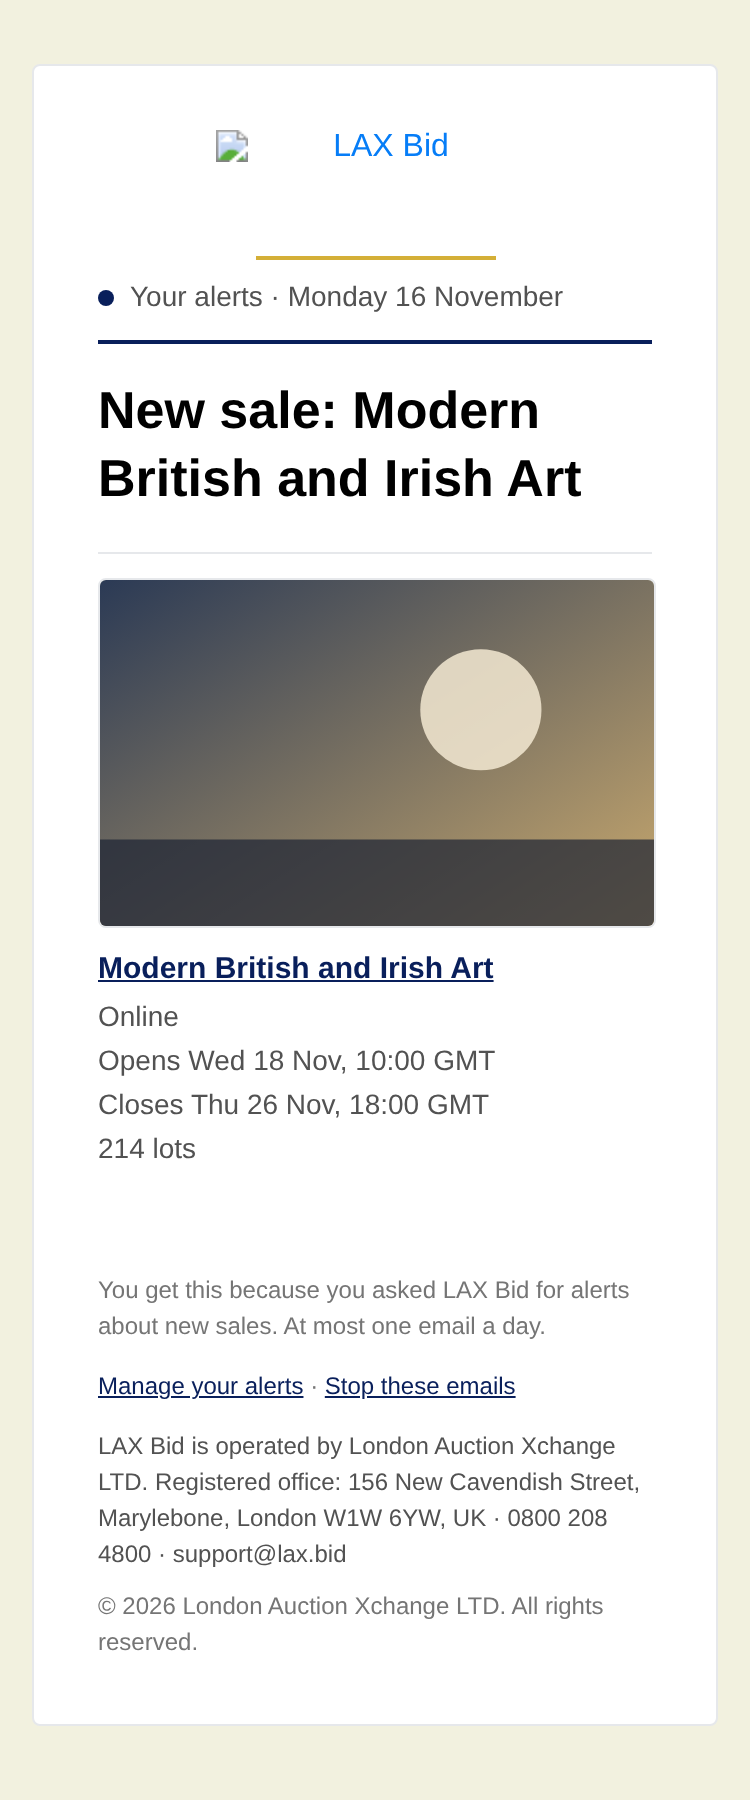 LAX Bid
Your alerts · Monday 16 November
New sale: Modern
British and Irish Art
Modern British and Irish Art
Online
Opens Wed 18 Nov, 10:00 GMT
Closes Thu 26 Nov, 18:00 GMT
214 lots
You get this because you asked LAX Bid for alerts
about new sales. At most one email a day.
Manage your alerts · Stop these emails
LAX Bid is operated by London Auction Xchange
LTD. Registered office: 156 New Cavendish Street,
Marylebone, London W1W 6YW, UK · 0800 208
4800 · support@lax.bid
© 2026 London Auction Xchange LTD. All rights
reserved.